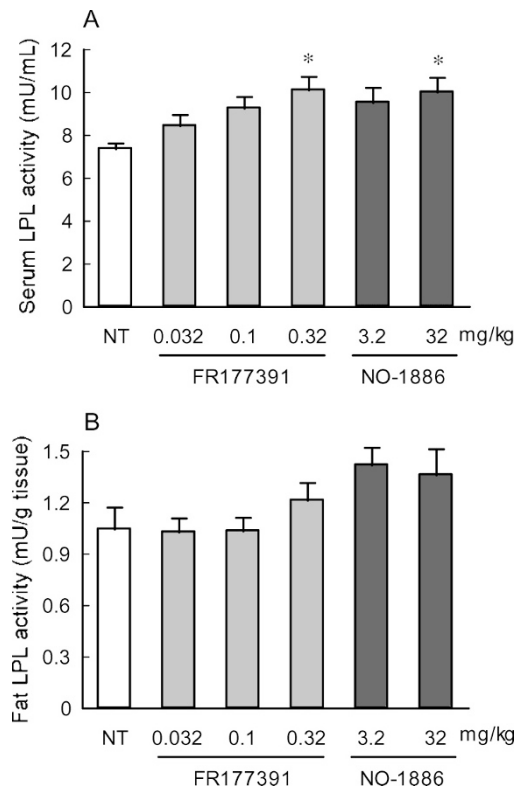 A
Serum LPL activity (mU/mL)
12
10
8
6
4
2
0
*
*
NT
0.032 0.1 0.32 3.2 32 mg/kg
FR177391 NO-1886
B
Fat LPL activity (mU/g tissue)
1.5
1.2
0.9
0.6
0.3
0
NT
0.032 0.1 0.32 3.2 32 mg/kg
FR177391 NO-1886